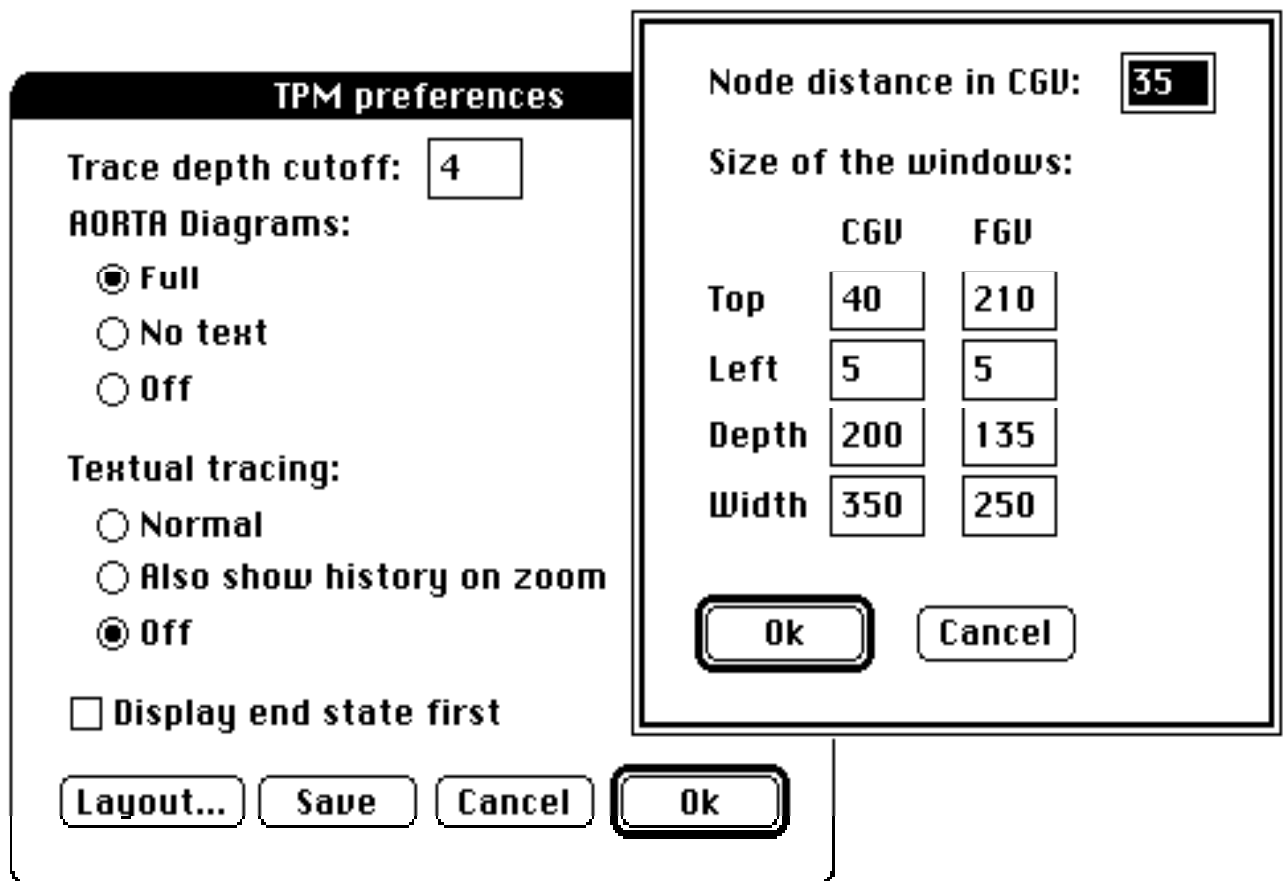 TPM preferences
Trace depth cutoff: 4
AORTA Diagrams:
Full
No text
Off
Textual tracing:
Normal
Also show history on zoom
Off
Display end state first
Layout... Save Cancel Ok
Node distance in CGV: 35
Size of the windows:
CGV FGV
Top 40 210
Left 5 5
Depth 200 135
Width 350 250
Ok Cancel